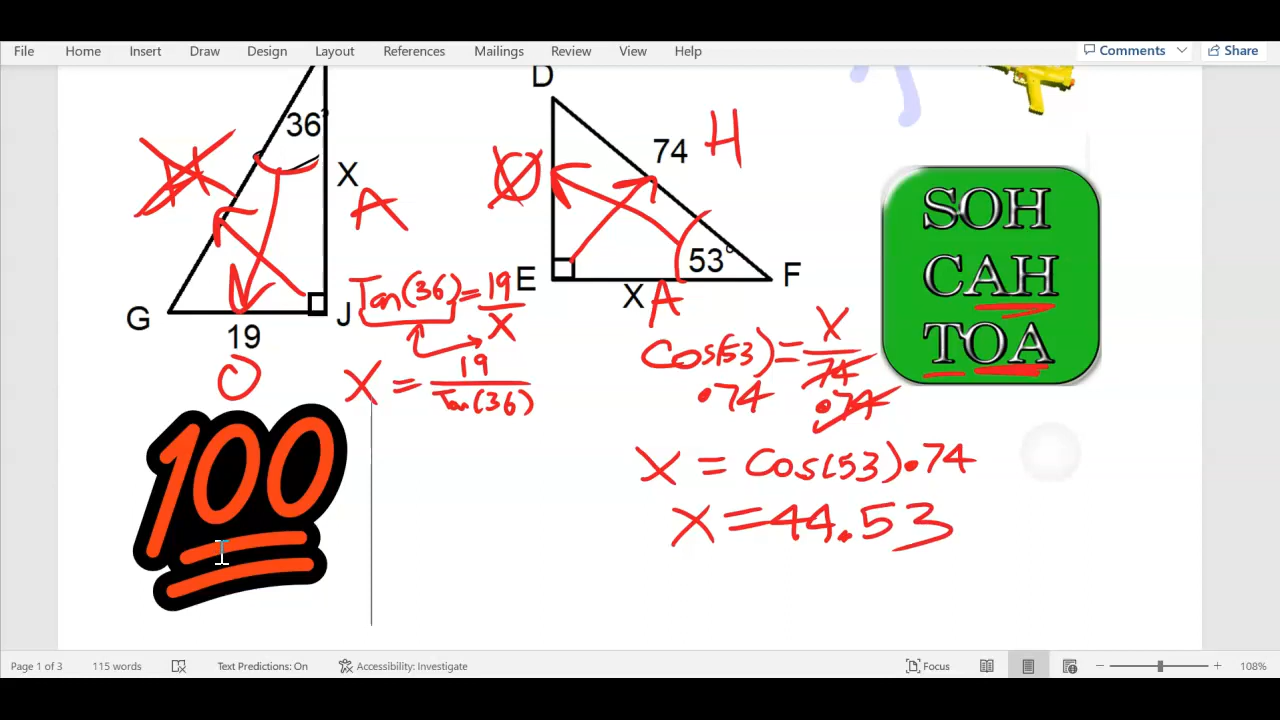 File Home Insert Draw Design Layout References Mailings Review View Help Comments Share
D
36°
74 H
X
A
O
SOH
CAH
TOA
53°
E
F
X A
G
J
19
O
Tan(36) = 19
X
X = 19
Tan(36)
Cos(53) = X
74
.74 .74
X = Cos(53).74
X = 44.53
100
Page 1 of 3 115 words Text Predictions: On Accessibility: Investigate Focus 108%